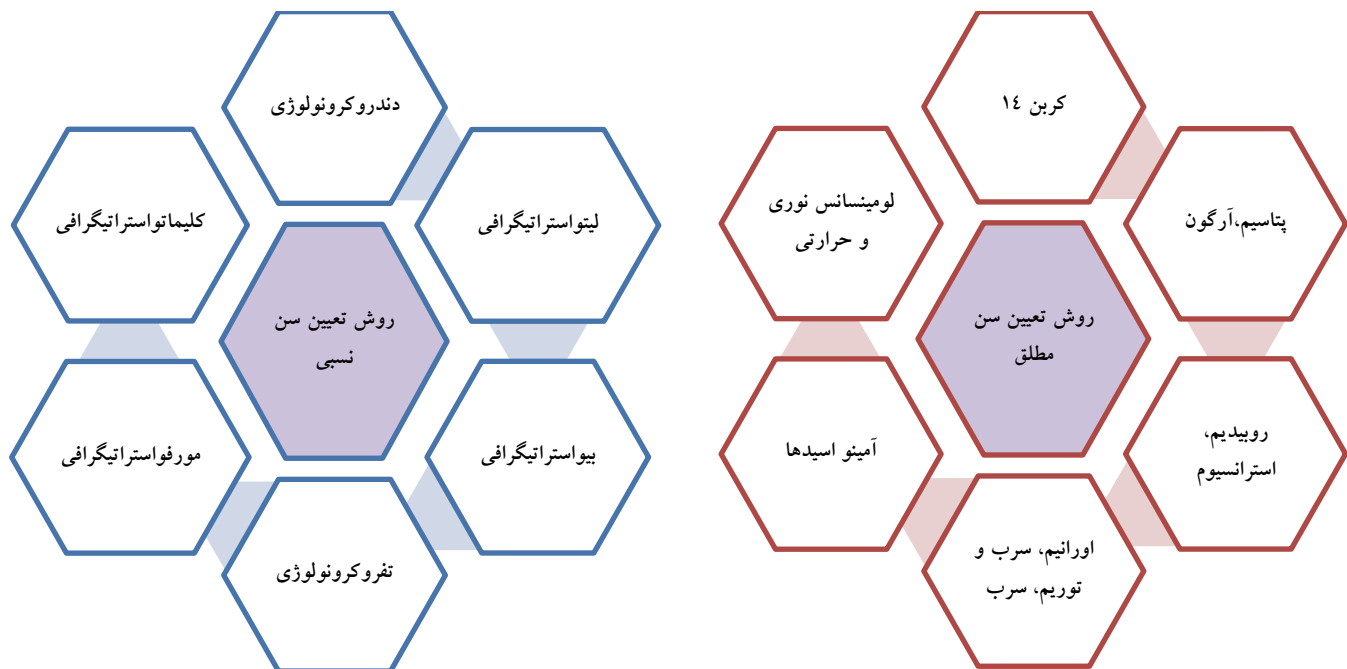 کربن ١٤
پتاسیم،آرگون
روبیدیم،
استرانسیوم
اورانیم، سرب و
توریم، سرب
آمینو اسیدها
لومینسانس نوری
و حرارتی
روش تعیین سن
مطلق
دندروکرونولوژی
لیتواستراتیگرافی
بیواستراتیگرافی
تفروکرونولوژی
مورفواستراتیگرافی
کلیماتواستراتیگرافی
روش تعیین سن
نسبی